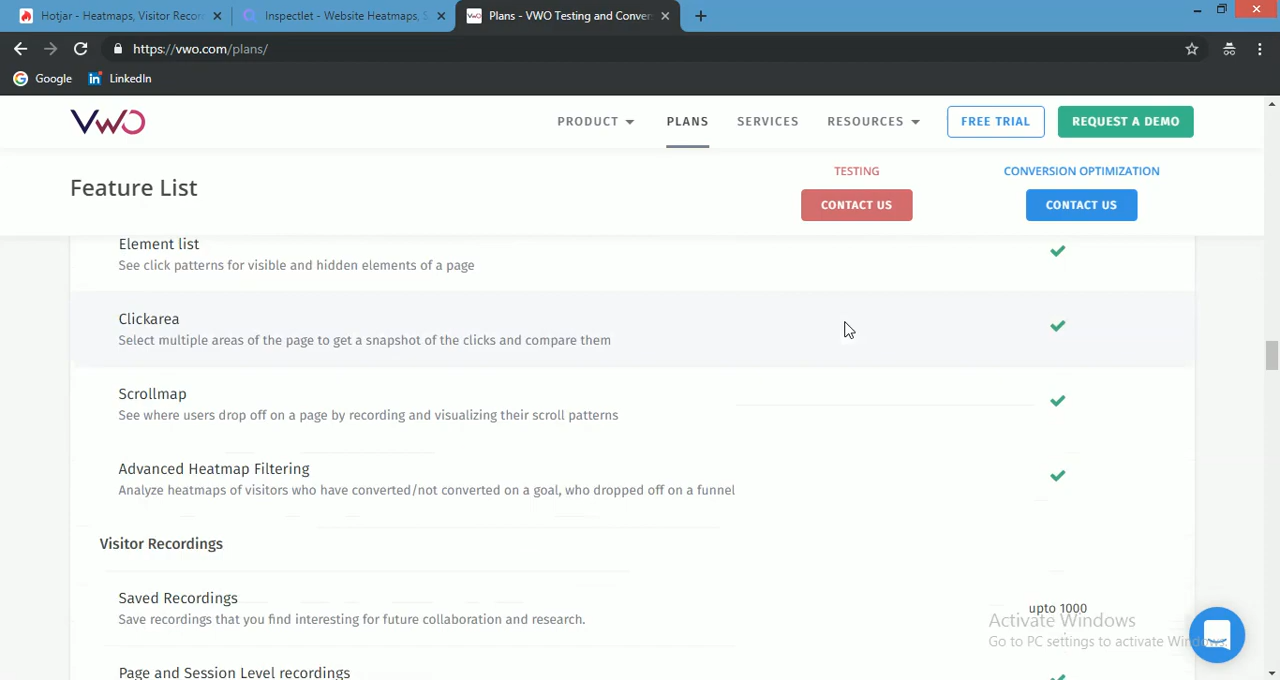 Hotjar - Heatmaps, Visitor Recor
Inspectlet - Website Heatmaps, S
Plans - VWO Testing and Conver
https://vwo.com/plans/
Google
LinkedIn
VWO
PRODUCT
PLANS
SERVICES
RESOURCES
FREE TRIAL
REQUEST A DEMO
Feature List
TESTING
CONTACT US
CONVERSION OPTIMIZATION
CONTACT US
Element list
See click patterns for visible and hidden elements of a page
Clickarea
Select multiple areas of the page to get a snapshot of the clicks and compare them
Scrollmap
See where users drop off on a page by recording and visualizing their scroll patterns
Advanced Heatmap Filtering
Analyze heatmaps of visitors who have converted/not converted on a goal, who dropped off on a funnel
Visitor Recordings
Saved Recordings
Save recordings that you find interesting for future collaboration and research.
upto 1000
Activate Windows
Go to PC settings to activate Windows.
Page and Session Level recordings